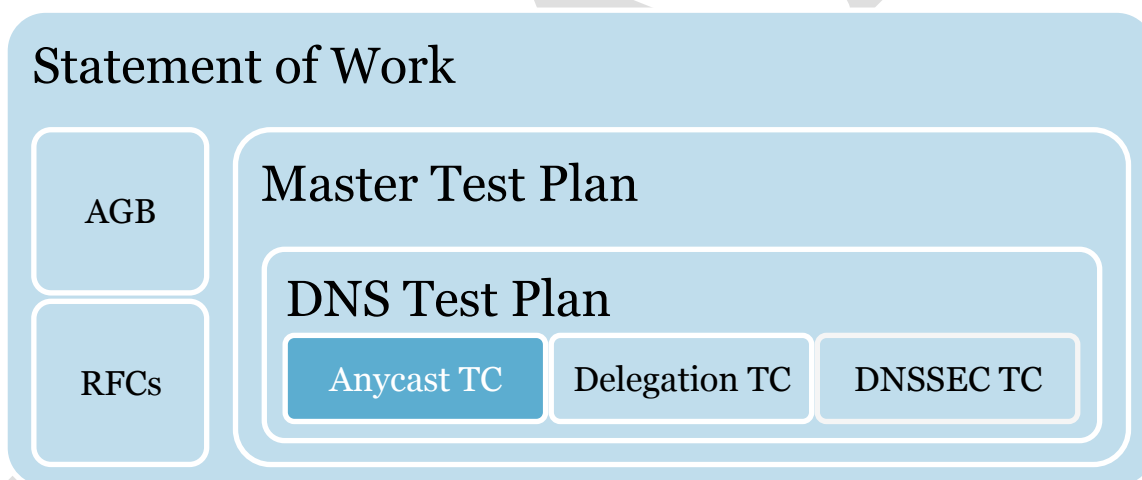 Statement of Work
AGB
Master Test Plan
DNS Test Plan
RFCs
Anycast TC
Delegation TC
DNSSEC TC